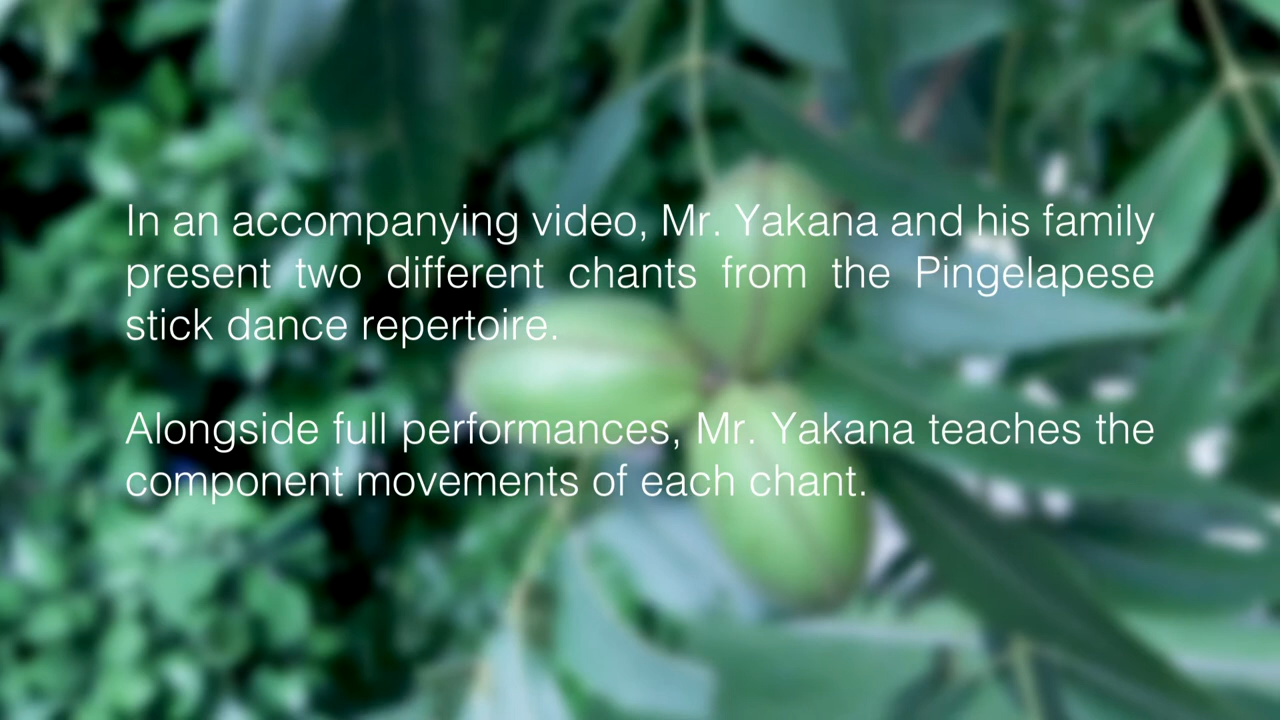 In an accompanying video, Mr. Yakana and his family
present two different chants from the Pingelapese
stick dance repertoire.
Alongside full performances, Mr. Yakana teaches the
component movements of each chant.